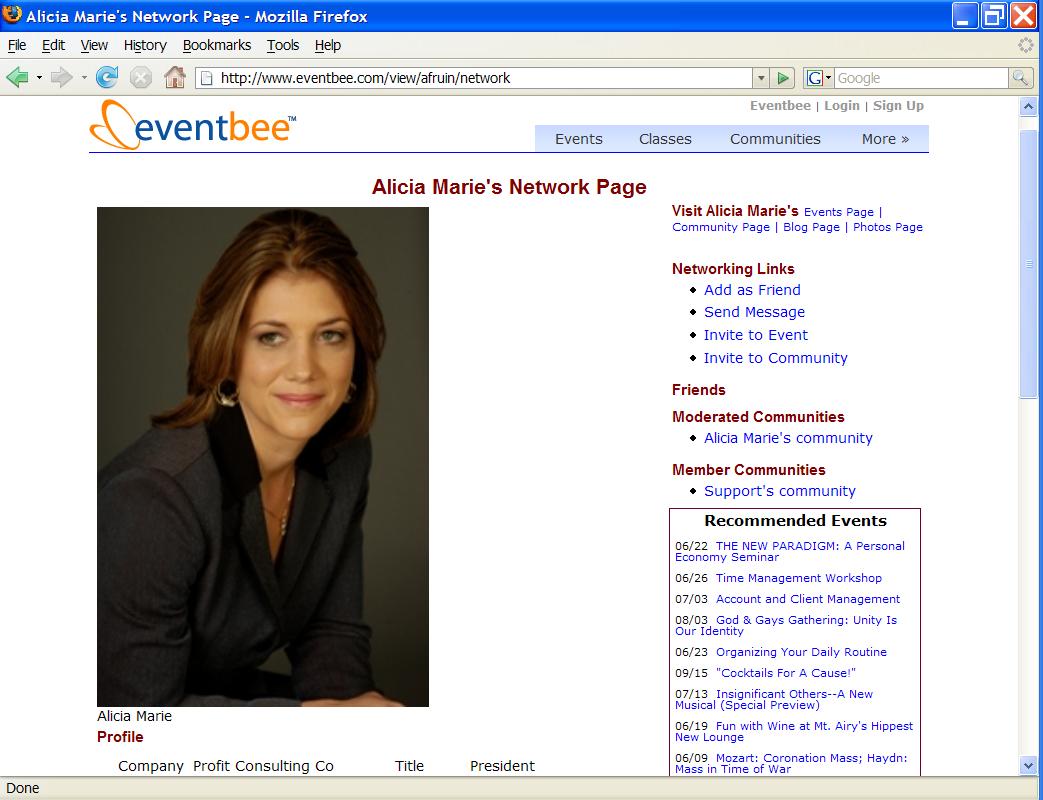 Alicia Marie's Network Page - Mozilla Firefox
File Edit View History Bookmarks Tools Help
http://www.eventbee.com/view/afruin/network
G Google
eventbee™
Eventbee | Login | Sign Up
Events Classes Communities More »
Alicia Marie's Network Page
Visit Alicia Marie's Events Page |
Community Page | Blog Page | Photos Page
Networking Links
Add as Friend
Send Message
Invite to Event
Invite to Community
Friends
Moderated Communities
Alicia Marie's community
Member Communities
Support's community
Recommended Events
06/22 THE NEW PARADIGM: A Personal
Economy Seminar
06/26 Time Management Workshop
07/03 Account and Client Management
08/03 God & Gays Gathering: Unity Is
Our Identity
06/23 Organizing Your Daily Routine
09/15 "Cocktails For A Cause!"
07/13 Insignificant Others--A New
Musical (Special Preview)
06/19 Fun with Wine at Mt. Airy's Hippest
New Lounge
06/09 Mozart: Coronation Mass; Haydn:
Mass in Time of War
Alicia Marie
Profile
Company Profit Consulting Co Title President
Done